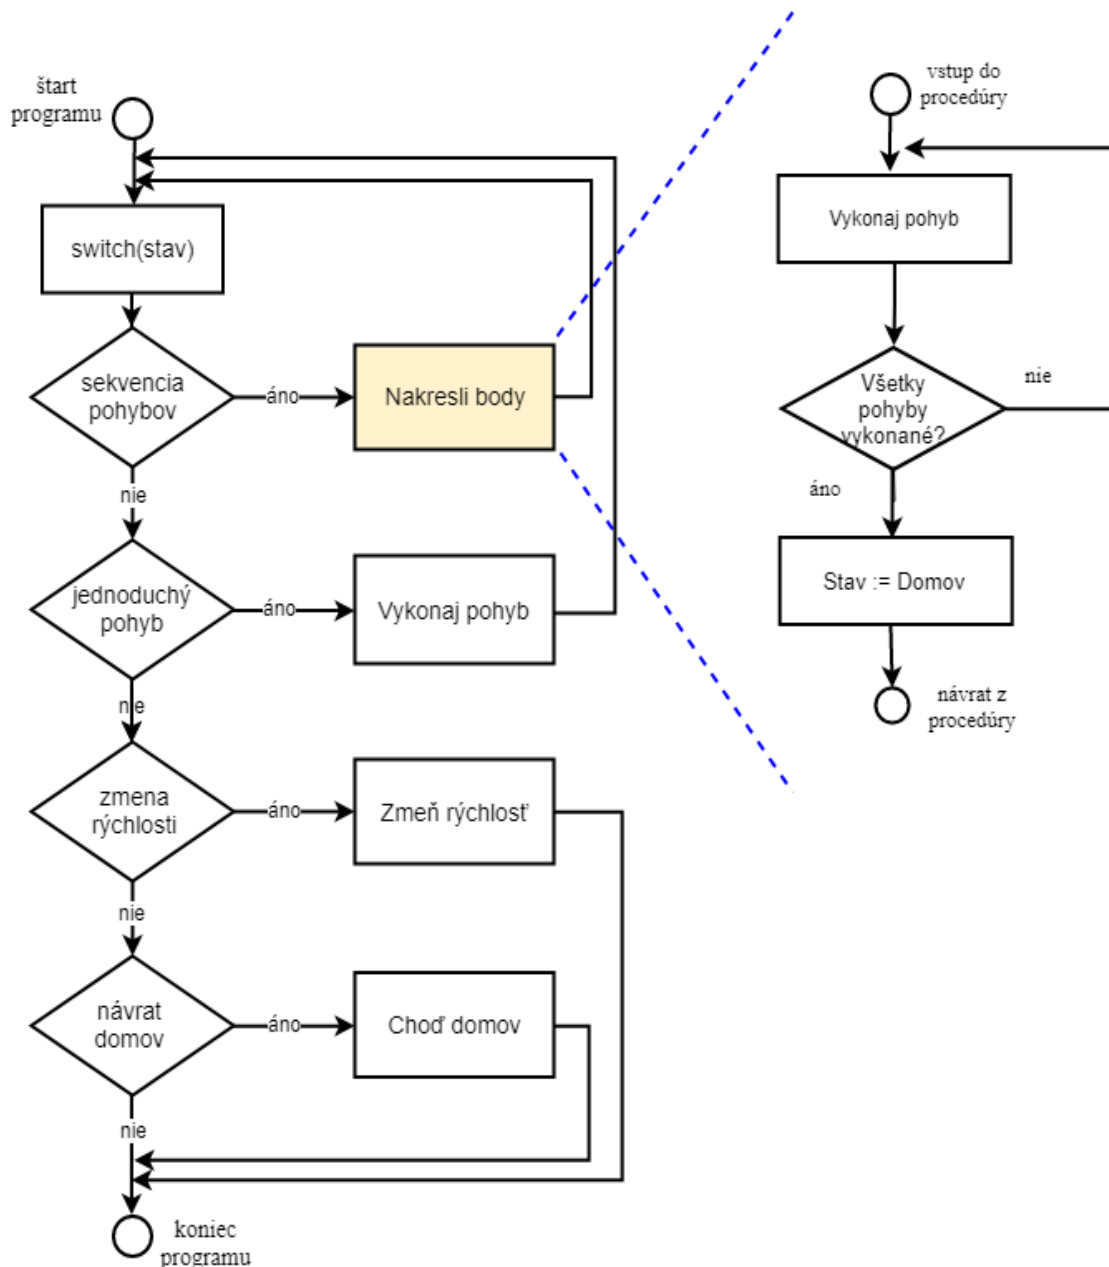 štart
programu
switch(stav)
sekvencia
pohybov
áno
Nakresli body
nie
jednoduchý
pohyb
áno
Vykonaj pohyb
nie
zmena
rýchlosti
áno
Zmeň rýchlosť
nie
návrat
domov
áno
Choď domov
nie
koniec
programu
vstup do
procedúry
Vykonaj pohyb
Všetky
pohyby
vykonané?
nie
áno
Stav := Domov
návrat z
procedúry